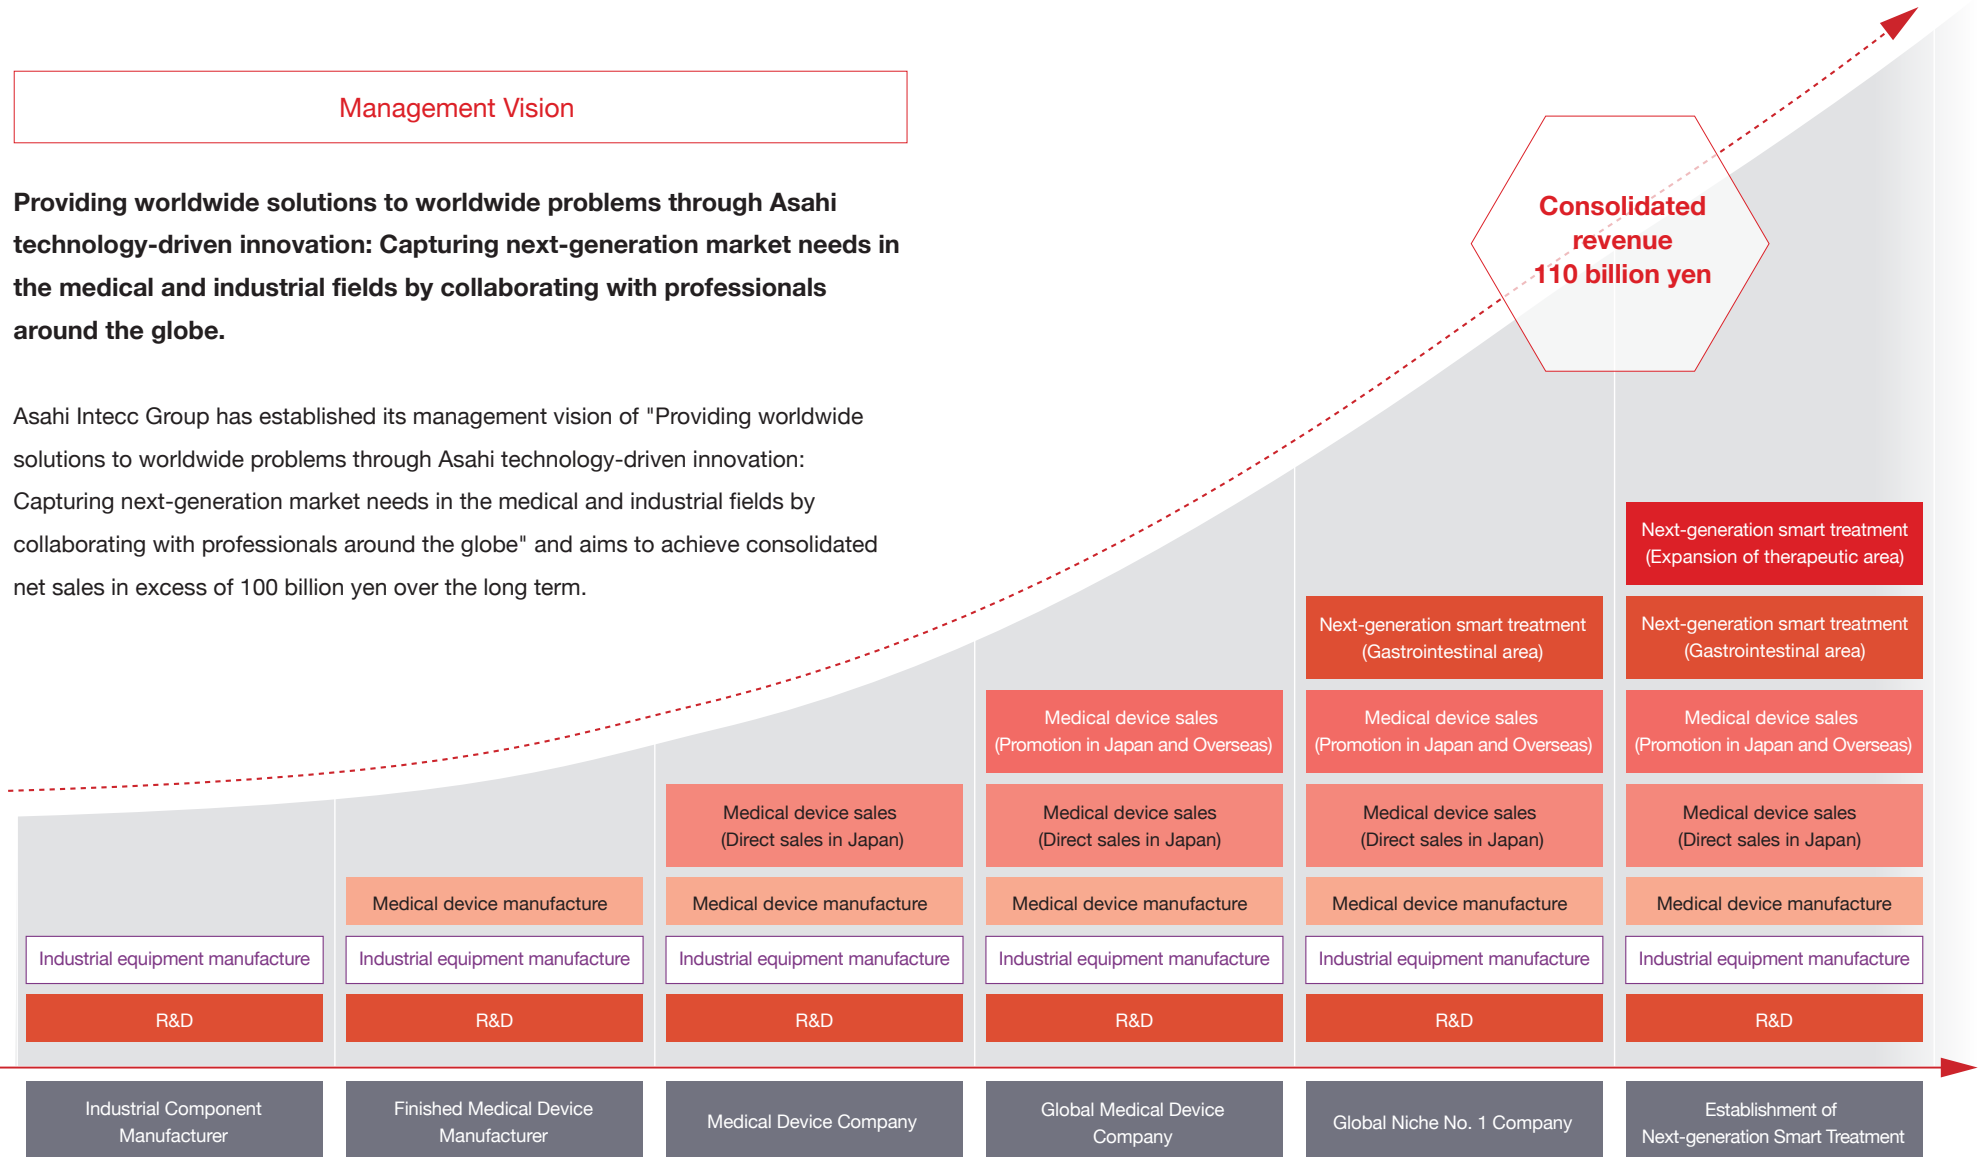 Management Vision
Providing worldwide solutions to worldwide problems through Asahi
technology-driven innovation: Capturing next-generation market needs in
the medical and industrial fields by collaborating with professionals
around the globe.
Asahi Intecc Group has established its management vision of "Providing worldwide
solutions to worldwide problems through Asahi technology-driven innovation:
Capturing next-generation market needs in the medical and industrial fields by
collaborating with professionals around the globe" and aims to achieve consolidated
net sales in excess of 100 billion yen over the long term.
Consolidated
revenue
110 billion yen
Industrial equipment manufacture
R&D
Industrial Component
Manufacturer
Medical device manufacture
Industrial equipment manufacture
R&D
Finished Medical Device
Manufacturer
Medical device sales
(Direct sales in Japan)
Medical device manufacture
Industrial equipment manufacture
R&D
Medical Device Company
Medical device sales
(Promotion in Japan and Overseas)
Medical device sales
(Direct sales in Japan)
Medical device manufacture
Industrial equipment manufacture
R&D
Global Medical Device
Company
Next-generation smart treatment
(Gastrointestinal area)
Medical device sales
(Promotion in Japan and Overseas)
Medical device sales
(Direct sales in Japan)
Medical device manufacture
Industrial equipment manufacture
R&D
Global Niche No. 1 Company
Next-generation smart treatment
(Expansion of therapeutic area)
Next-generation smart treatment
(Gastrointestinal area)
Medical device sales
(Promotion in Japan and Overseas)
Medical device sales
(Direct sales in Japan)
Medical device manufacture
Industrial equipment manufacture
R&D
Establishment of
Next-generation Smart Treatment